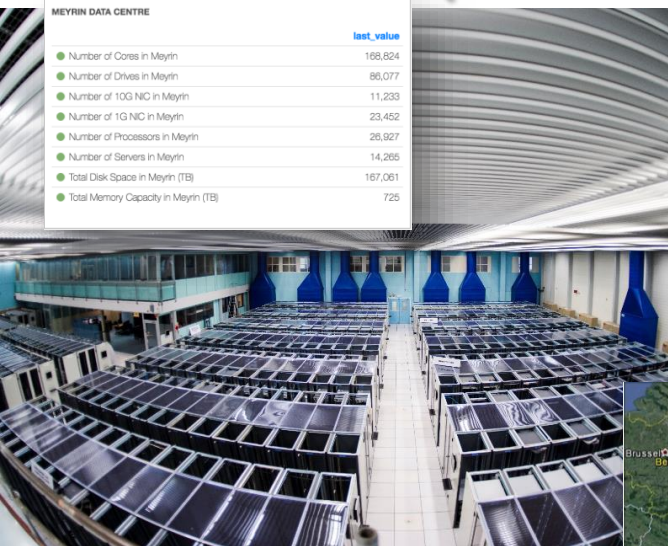 MEYRIN DATA CENTRE
last_value
Number of Cores in Meyrin 168,824
Number of Drives in Meyrin 86,077
Number of 10G NIC in Meyrin 11,233
Number of 1G NIC in Meyrin 23,452
Number of Processors in Meyrin 26,927
Number of Servers in Meyrin 14,265
Total Disk Space in Meyrin (TB) 167,061
Total Memory Capacity in Meyrin (TB) 725
Brussels